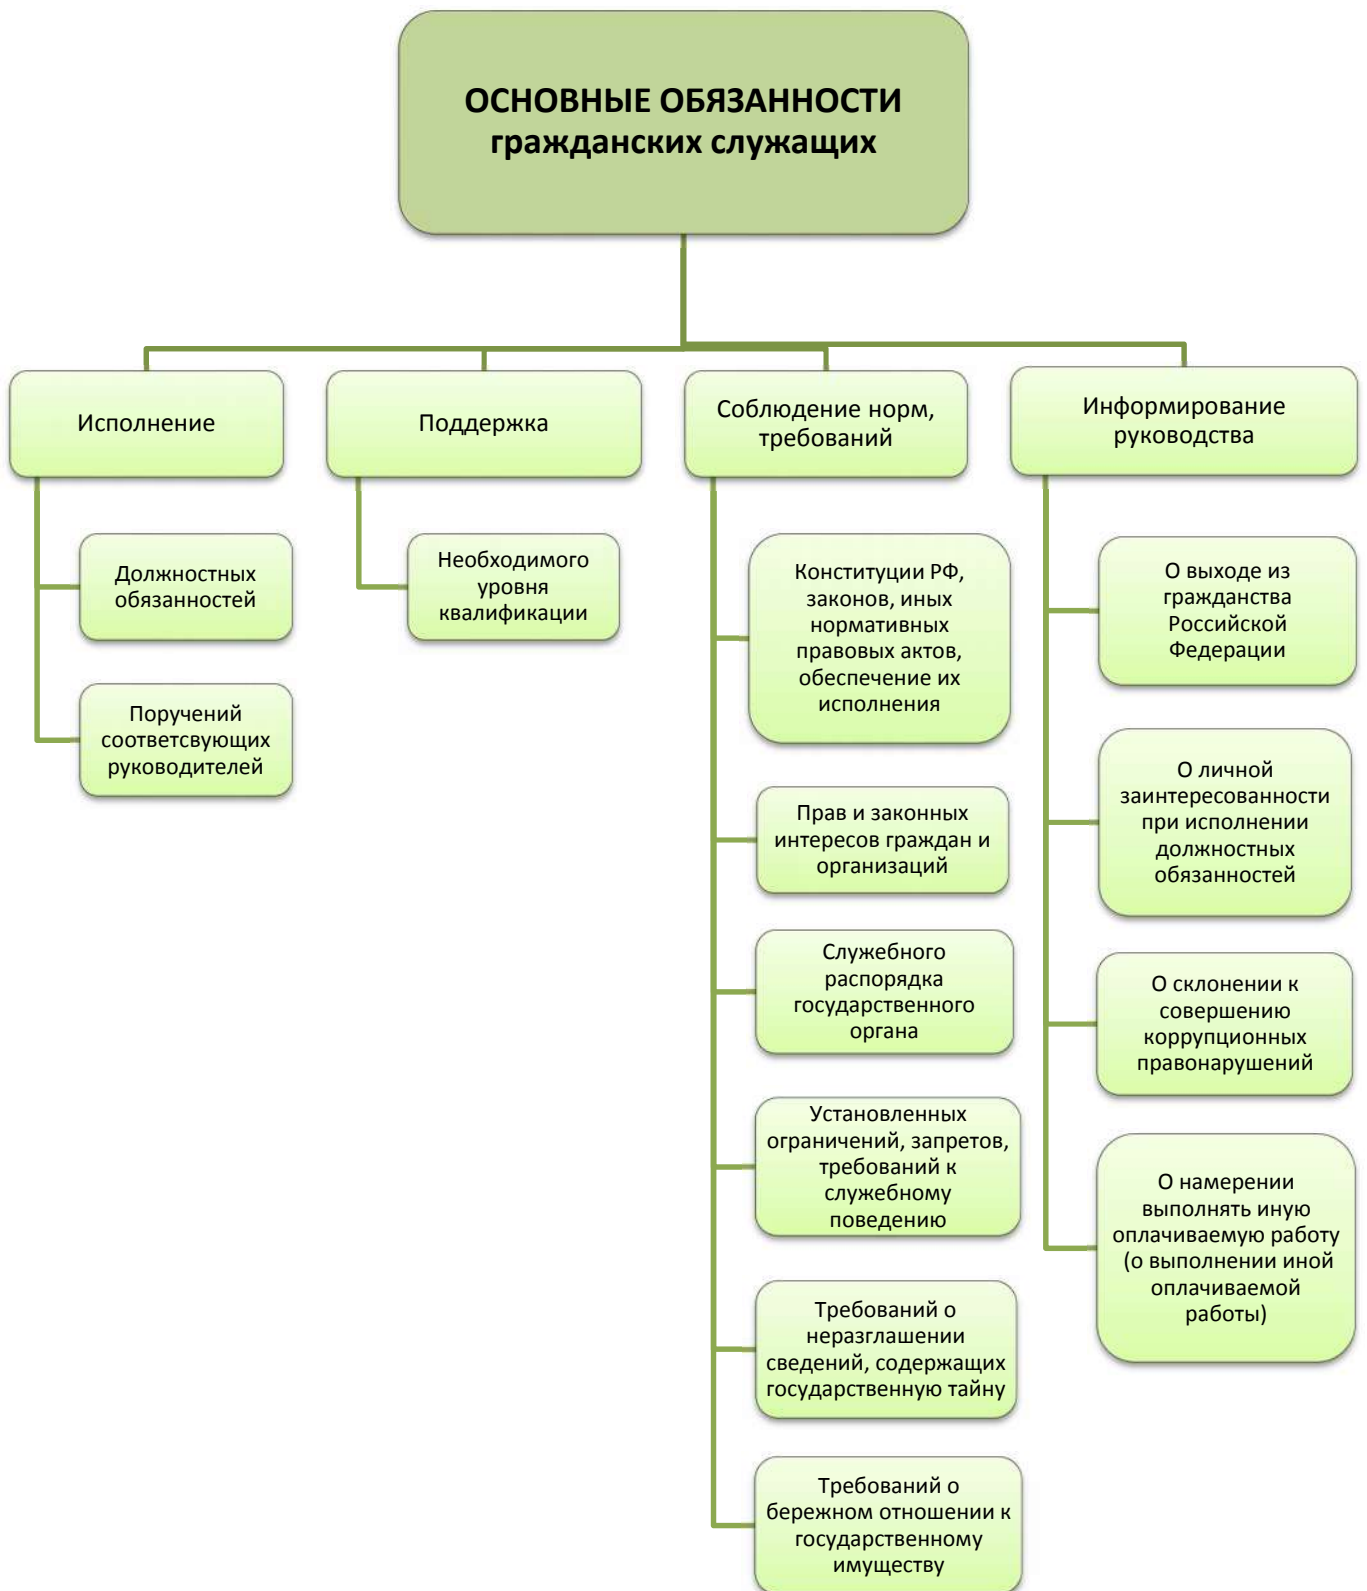 ОСНОВНЫЕ ОБЯЗАННОСТИ
гражданских служащих
Исполнение
Должностных
обязанностей
Поручений
соответсвующих
руководителей
Поддержка
Необходимого
уровня
квалификации
Соблюдение норм,
требований
Конституции РФ,
законов, иных
нормативных
правовых актов,
обеспечение их
исполнения
Прав и законных
интересов граждан и
организаций
Служебного
распорядка
государственного
органа
Установленных
ограничений, запретов,
требований к
служебному
поведению
Требований о
неразглашении
сведений, содержащих
государственную тайну
Требований о
бережном отношении к
государственному
имуществу
Информирование
руководства
О выходе из
гражданства
Российской
Федерации
О личной
заинтересованности
при исполнении
должностных
обязанностей
О склонении к
совершению
коррупционных
правонарушений
О намерении
выполнять иную
оплачиваемую работу
(о выполнении иной
оплачиваемой
работы)